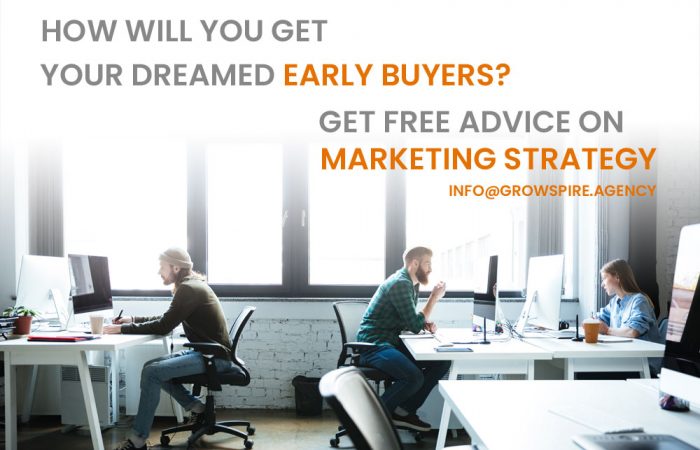 HOW WILL YOU GET
YOUR DREAMED EARLY BUYERS?
GET FREE ADVICE ON
MARKETING STRATEGY
INFO@GROWSPIRE.AGENCY